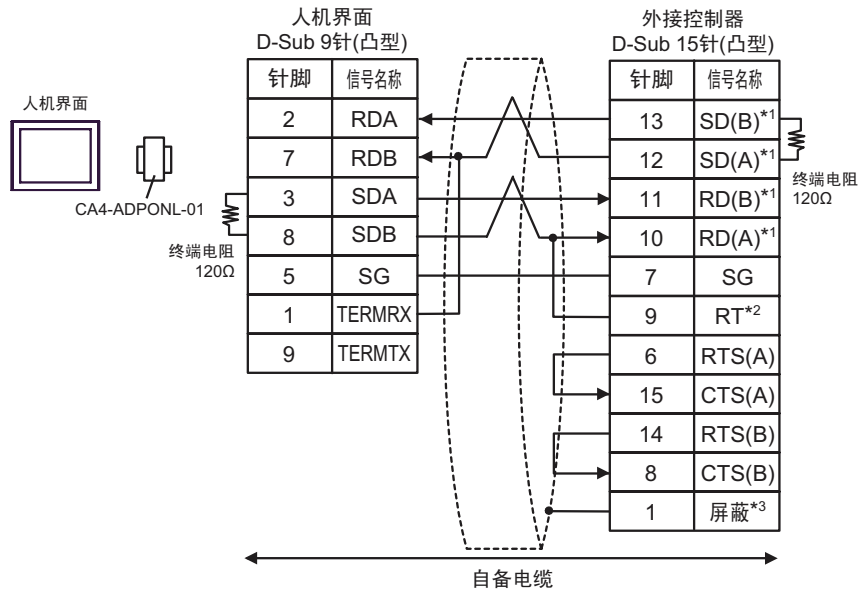 人机界面
D-Sub 9针(凸型)
外接控制器
D-Sub 15针(凸型)
人机界面
CA4-ADPONL-01
终端电阻
120Ω
针脚 信号名称
2 RDA
7 RDB
3 SDA
8 SDB
5 SG
1 TERMRX
9 TERMTX
针脚 信号名称
13 SD(B)*1
12 SD(A)*1
11 RD(B)*1
10 RD(A)*1
7 SG
9 RT*2
6 RTS(A)
15 CTS(A)
14 RTS(B)
8 CTS(B)
1 屏蔽*3
终端电阻
120Ω
自备电缆